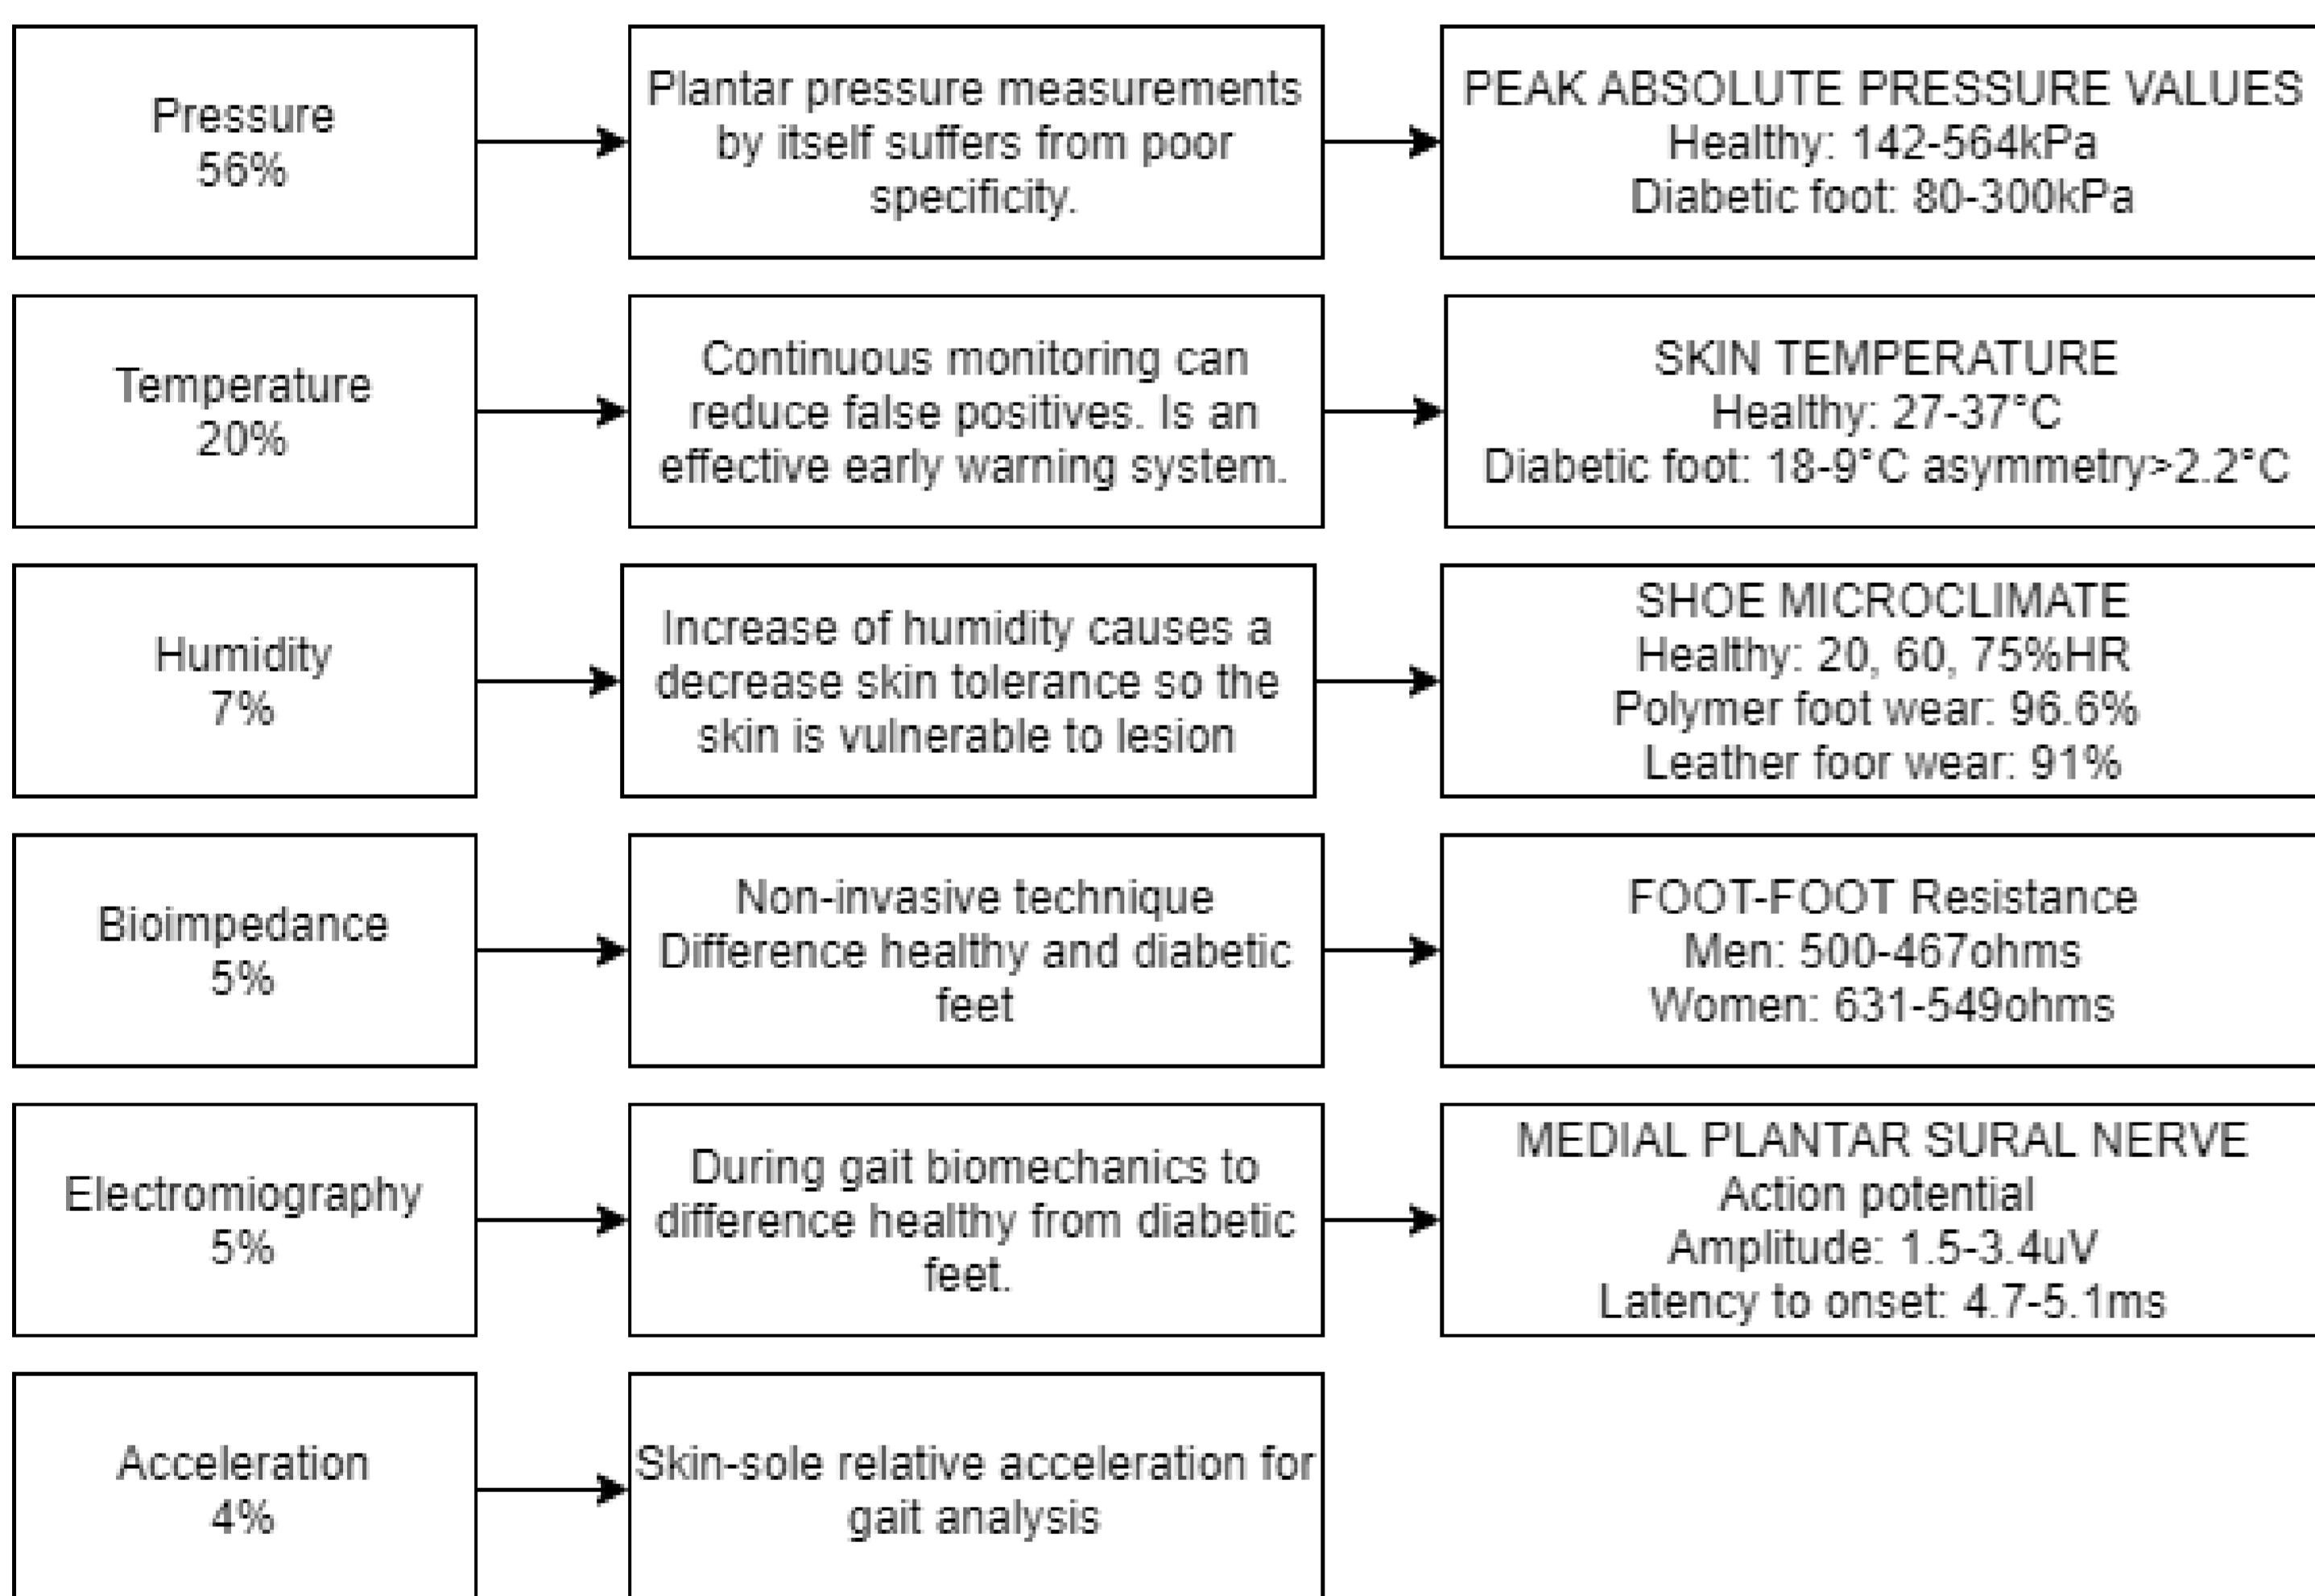 Pressure
56%
Plantar pressure measurements
by itself suffers from poor
specificity.
PEAK ABSOLUTE PRESSURE VALUES
Healthy: 142-564kPa
Diabetic foot: 80-300kPa
Temperature
20%
Continuous monitoring can
reduce false positives. Is an
effective early warning system.
SKIN TEMPERATURE
Healthy: 27-37°C
Diabetic foot: 18-9°C asymmetry>2.2°C
Humidity
7%
Increase of humidity causes a
decrease skin tolerance so the
skin is vulnerable to lesion
SHOE MICROCLIMATE
Healthy: 20, 60, 75%HR
Polymer foot wear: 96.6%
Leather foor wear: 91%
Bioimpedance
5%
Non-invasive technique
Difference healthy and diabetic
feet
FOOT-FOOT Resistance
Men: 500-467ohms
Women: 631-549ohms
Electromiography
5%
During gait biomechanics to
difference healthy from diabetic
feet.
MEDIAL PLANTAR SURAL NERVE
Action potential
Amplitude: 1.5-3.4uV
Latency to onset: 4.7-5.1ms
Acceleration
4%
Skin-sole relative acceleration for
gait analysis